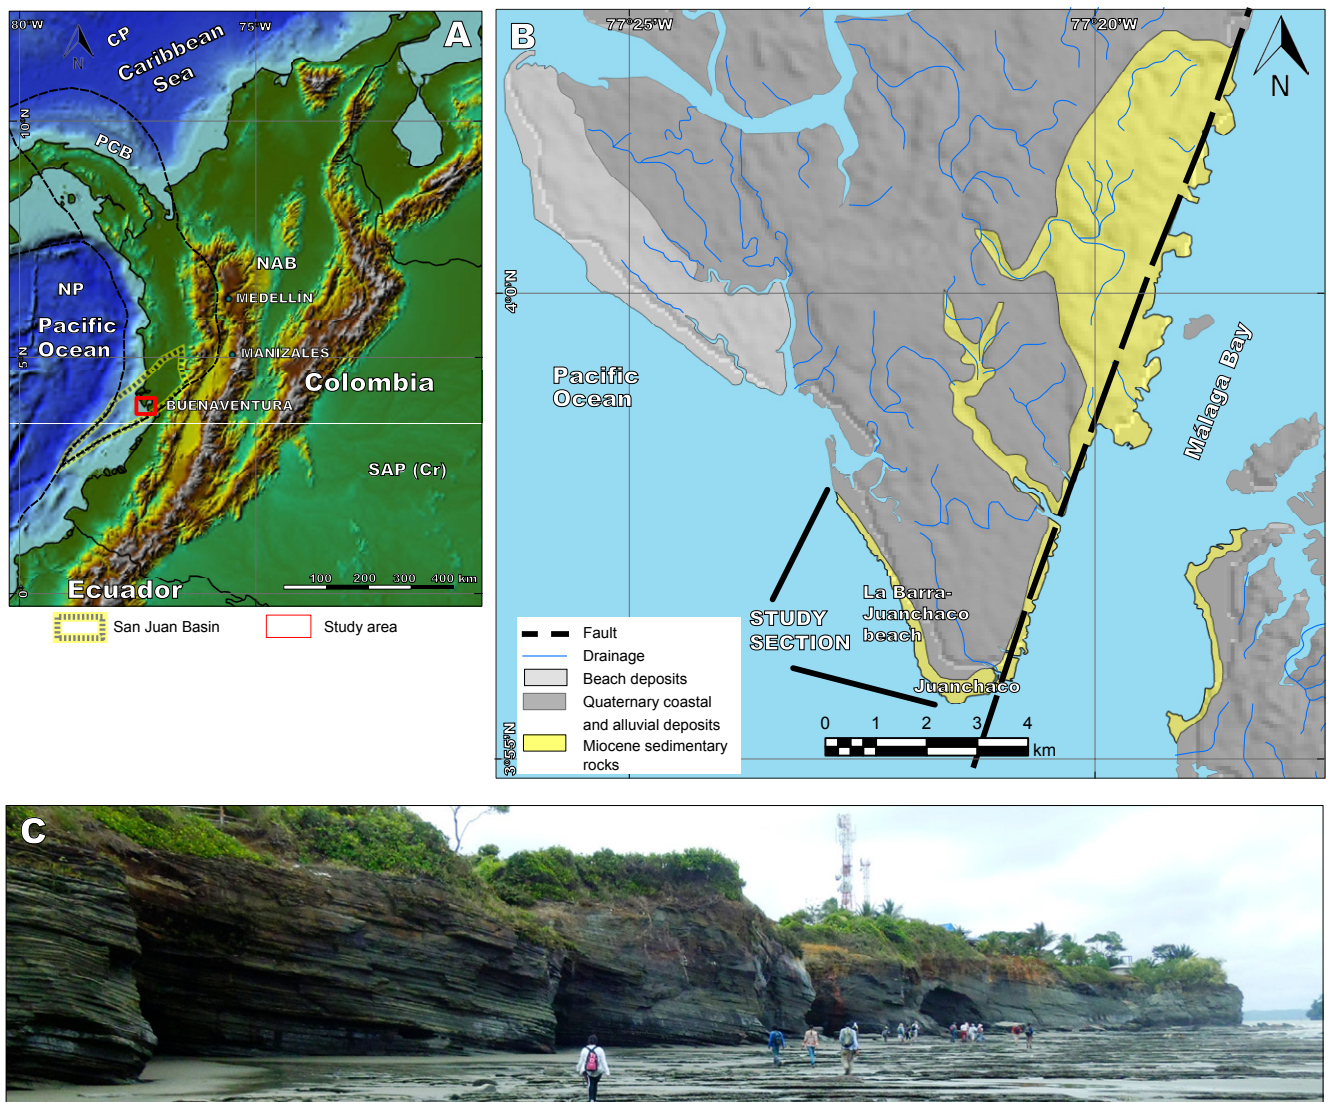 80°W
75°W
A
CP
Caribbean
Sea
N
10°N
PCB
NAB
NP
MEDELLÍN
Pacific
Ocean
5°N
MANIZALES
Colombia
BUENAVENTURA
SAP (Cr)
100 200 300 400 km
Ecuador
0°
San Juan Basin
Study area
B
77°25'W
77°20'W
N
4°0'N
Pacific
Ocean
Málaga Bay
La Barra-
Juanchaco
beach
STUDY
SECTION
Juanchaco
Fault
Drainage
Beach deposits
Quaternary coastal
and alluvial deposits
Miocene sedimentary
rocks
0 1 2 3 4
km
3°55'N
C